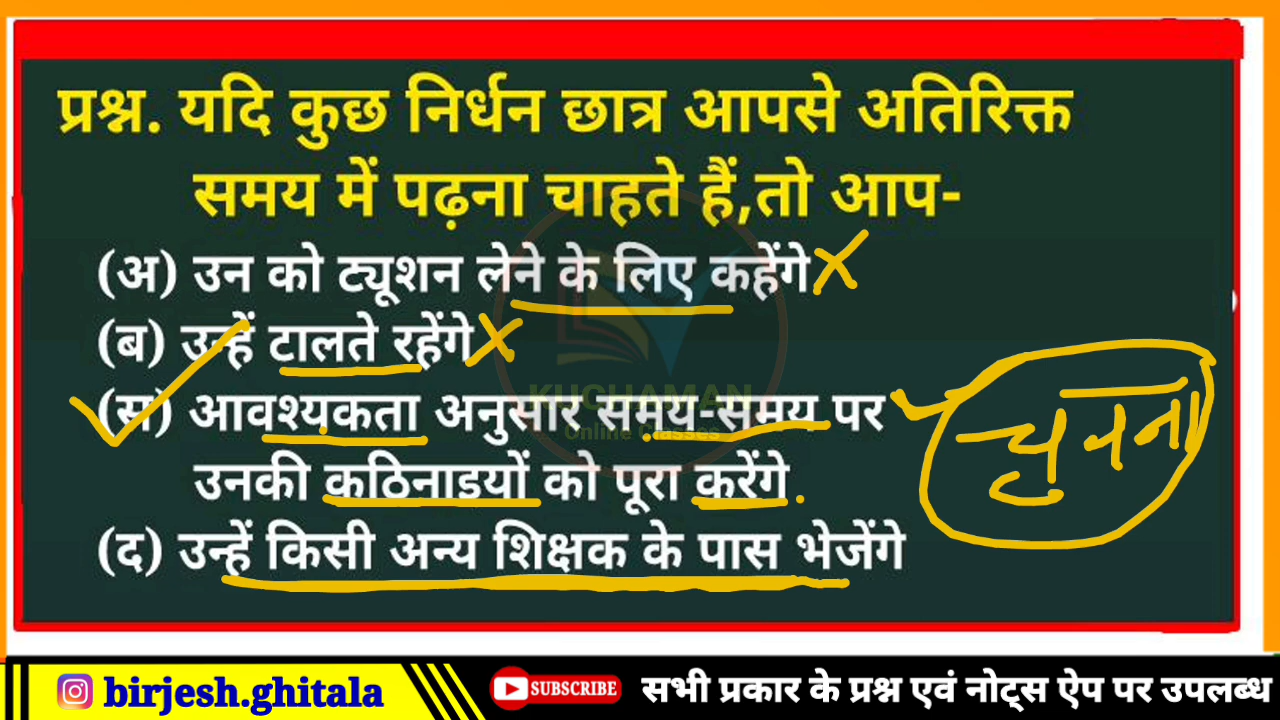 प्रश्न. यदि कुछ निर्धन छात्र आपसे अतिरिक्त
समय में पढ़ना चाहते हैं,तो आप-
(अ) उन को ट्यूशन लेने के लिए कहेंगे
(ब) उन्हें टालते रहेंगे
(स) आवश्यकता अनुसार समय-समय पर
उनकी कठिनाइयों को पूरा करेंगे
(द) उन्हें किसी अन्य शिक्षक के पास भेजेंगे
चुनना
KUCHAMAN
Online Classes
birjesh.ghitala
SUBSCRIBE
सभी प्रकार के प्रश्न एवं नोट्स ऐप पर उपलब्ध